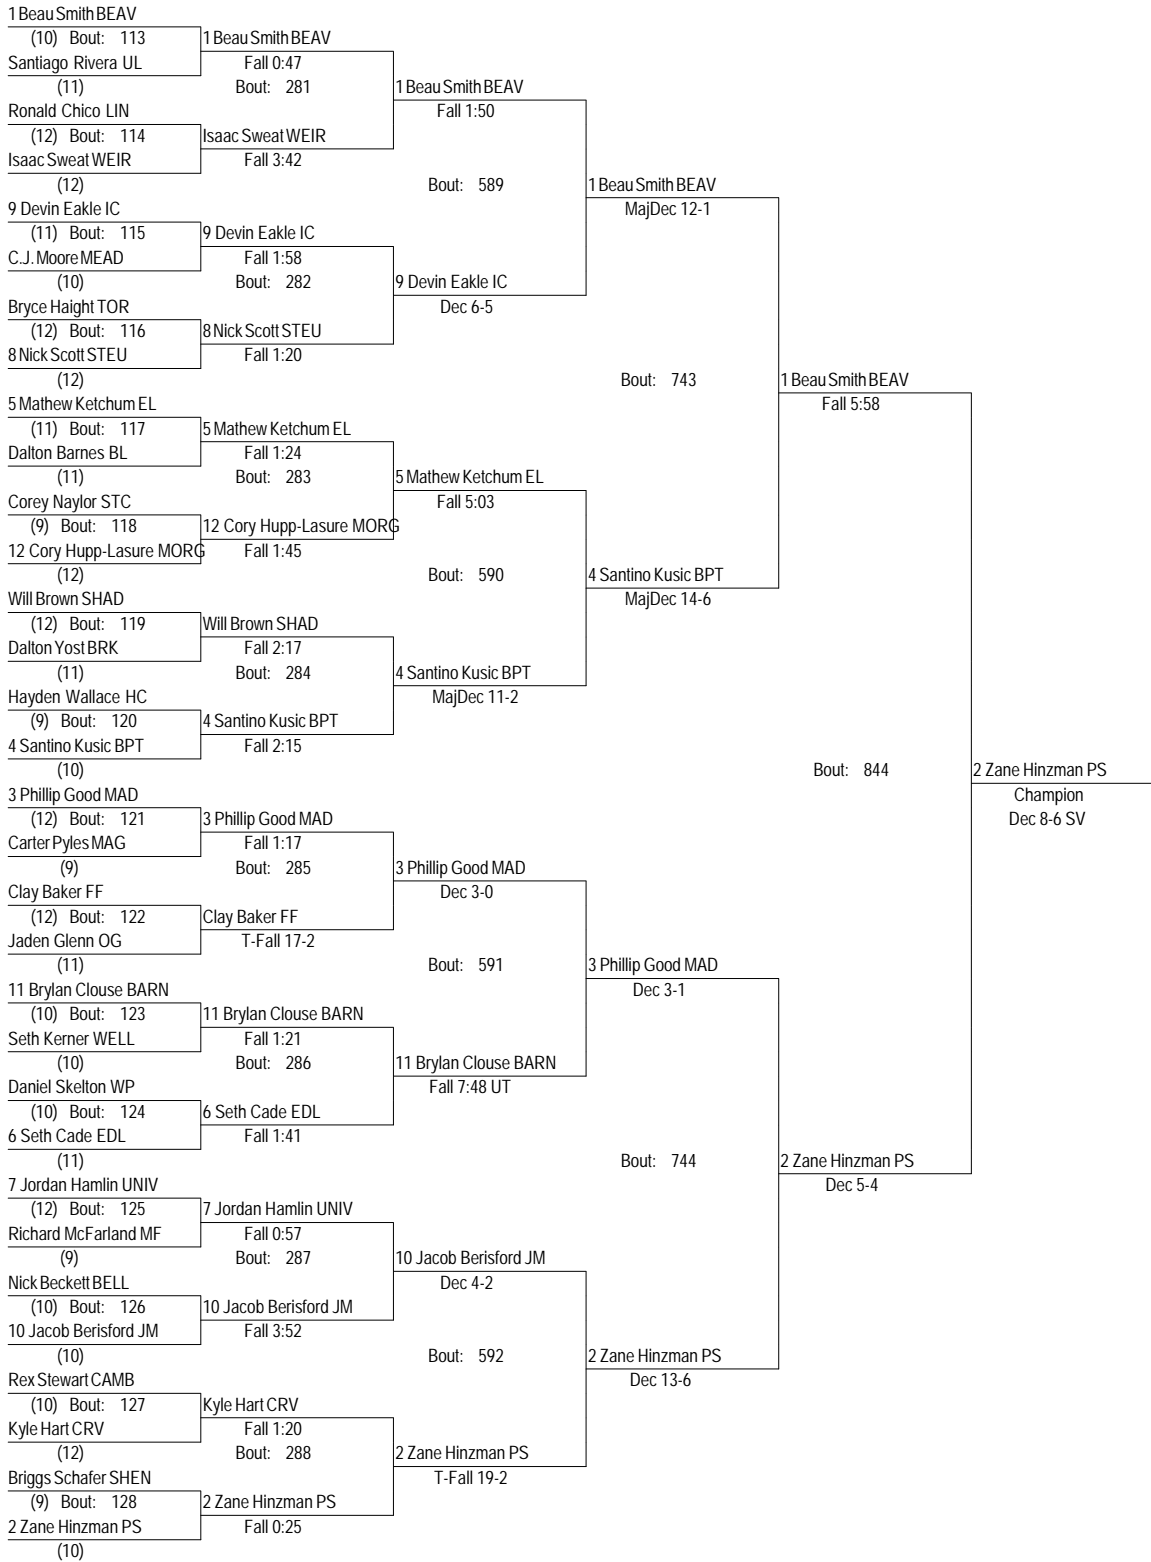 1 Beau Smith BEAV
(10) Bout: 113
1 Beau Smith BEAV
Santiago Rivera UL
Fall 0:47
(11)
Bout: 281
1 Beau Smith BEAV
Ronald Chico LIN
Fall 1:50
(12) Bout: 114
Isaac Sweat WEIR
Isaac Sweat WEIR
Fall 3:42
(12)
Bout: 589
1 Beau Smith BEAV
9 Devin Eakle IC
MajDec 12-1
(11) Bout: 115
9 Devin Eakle IC
C.J. Moore MEAD
Fall 1:58
(10)
Bout: 282
9 Devin Eakle IC
Bryce Haight TOR
Dec 6-5
(12) Bout: 116
8 Nick Scott STEU
8 Nick Scott STEU
Fall 1:20
(12)
Bout: 743
1 Beau Smith BEAV
5 Mathew Ketchum EL
Fall 5:58
(11) Bout: 117
5 Mathew Ketchum EL
Dalton Barnes BL
Fall 1:24
(11)
Bout: 283
5 Mathew Ketchum EL
Corey Naylor STC
Fall 5:03
(9) Bout: 118
12 Cory Hupp-Lasure MORG
12 Cory Hupp-Lasure MORG
Fall 1:45
(12)
Bout: 590
4 Santino Kusic BPT
Will Brown SHAD
MajDec 14-6
(12) Bout: 119
Will Brown SHAD
Dalton Yost BRK
Fall 2:17
(11)
Bout: 284
4 Santino Kusic BPT
Hayden Wallace HC
MajDec 11-2
(9) Bout: 120
4 Santino Kusic BPT
4 Santino Kusic BPT
Fall 2:15
(10)
Bout: 844
2 Zane Hinzman PS
3 Phillip Good MAD
Champion
(12) Bout: 121
3 Phillip Good MAD
Dec 8-6 SV
Carter Pyles MAG
Fall 1:17
(9)
Bout: 285
3 Phillip Good MAD
Clay Baker FF
Dec 3-0
(12) Bout: 122
Clay Baker FF
Jaden Glenn OG
T-Fall 17-2
(11)
Bout: 591
3 Phillip Good MAD
11 Brylan Clouse BARN
Dec 3-1
(10) Bout: 123
11 Brylan Clouse BARN
Seth Kerner WELL
Fall 1:21
(10)
Bout: 286
11 Brylan Clouse BARN
Daniel Skelton WP
Fall 7:48 UT
(10) Bout: 124
6 Seth Cade EDL
6 Seth Cade EDL
Fall 1:41
(11)
Bout: 744
2 Zane Hinzman PS
7 Jordan Hamlin UNIV
Dec 5-4
(12) Bout: 125
7 Jordan Hamlin UNIV
Richard McFarland MF
Fall 0:57
(9)
Bout: 287
10 Jacob Berisford JM
Nick Beckett BELL
Dec 4-2
(10) Bout: 126
10 Jacob Berisford JM
10 Jacob Berisford JM
Fall 3:52
(10)
Bout: 592
2 Zane Hinzman PS
Rex Stewart CAMB
Dec 13-6
(10) Bout: 127
Kyle Hart CRV
Kyle Hart CRV
Fall 1:20
(12)
Bout: 288
2 Zane Hinzman PS
Briggs Schafer SHEN
T-Fall 19-2
(9) Bout: 128
2 Zane Hinzman PS
2 Zane Hinzman PS
Fall 0:25
(10)